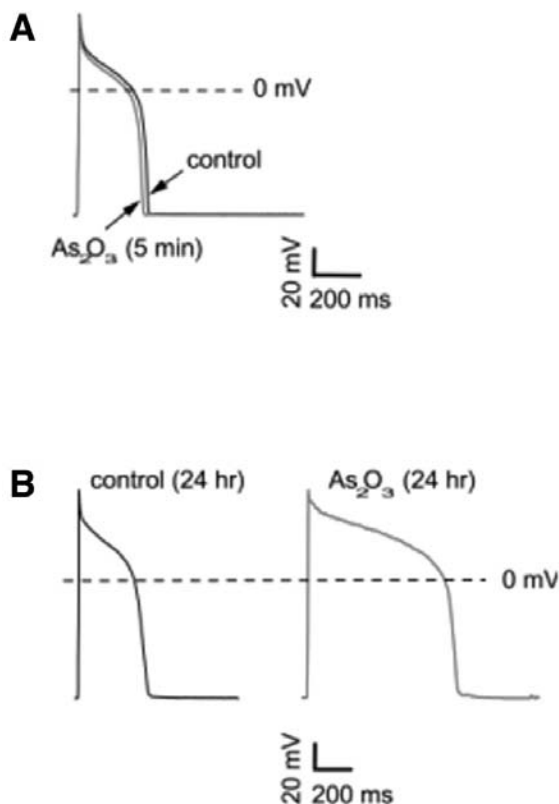 A
0 mV
control
As₂O₃ (5 min)
20 mV
200 ms
B
control (24 hr)
As₂O₃ (24 hr)
0 mV
20 mV
200 ms